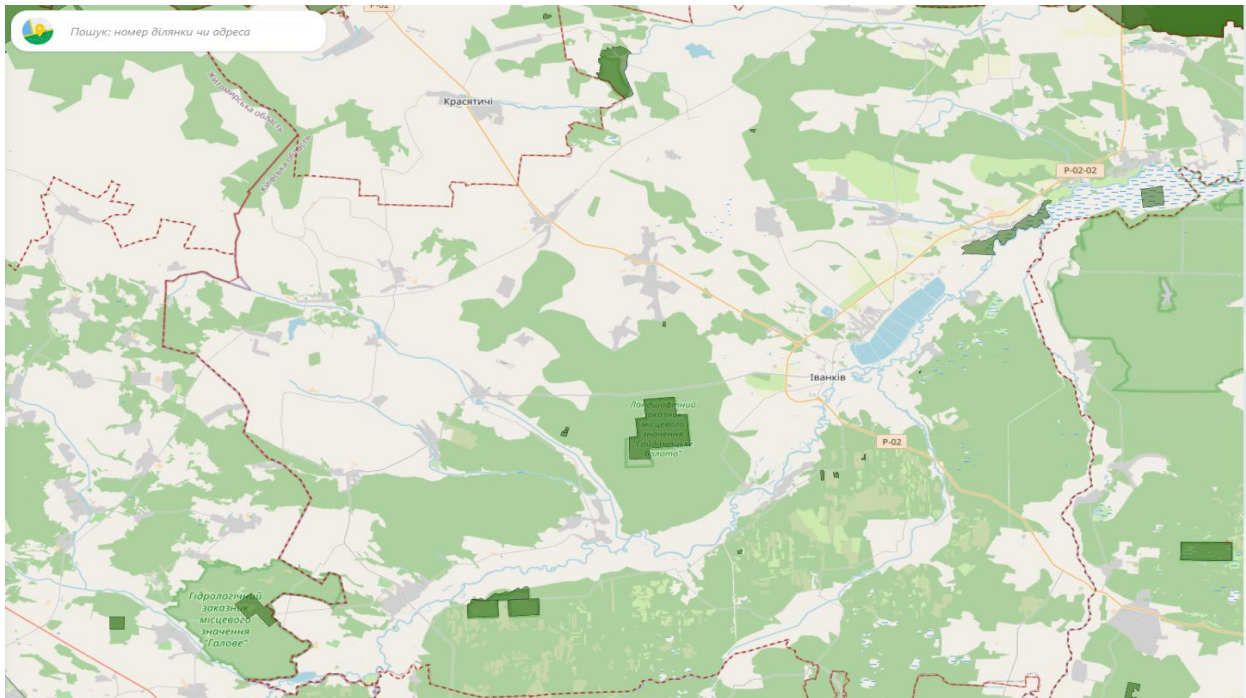 Р-02
Пошук: номер ділянки чи адреса
Житомирська область
Красятичі
Київська область
Р-02-02
Іванків
Ландшафтний
заказник
місцевого
значення
"Гайдамацьке
болото"
Р-02
Гідрологічний
заказник
місцевого
значення
"Галове"